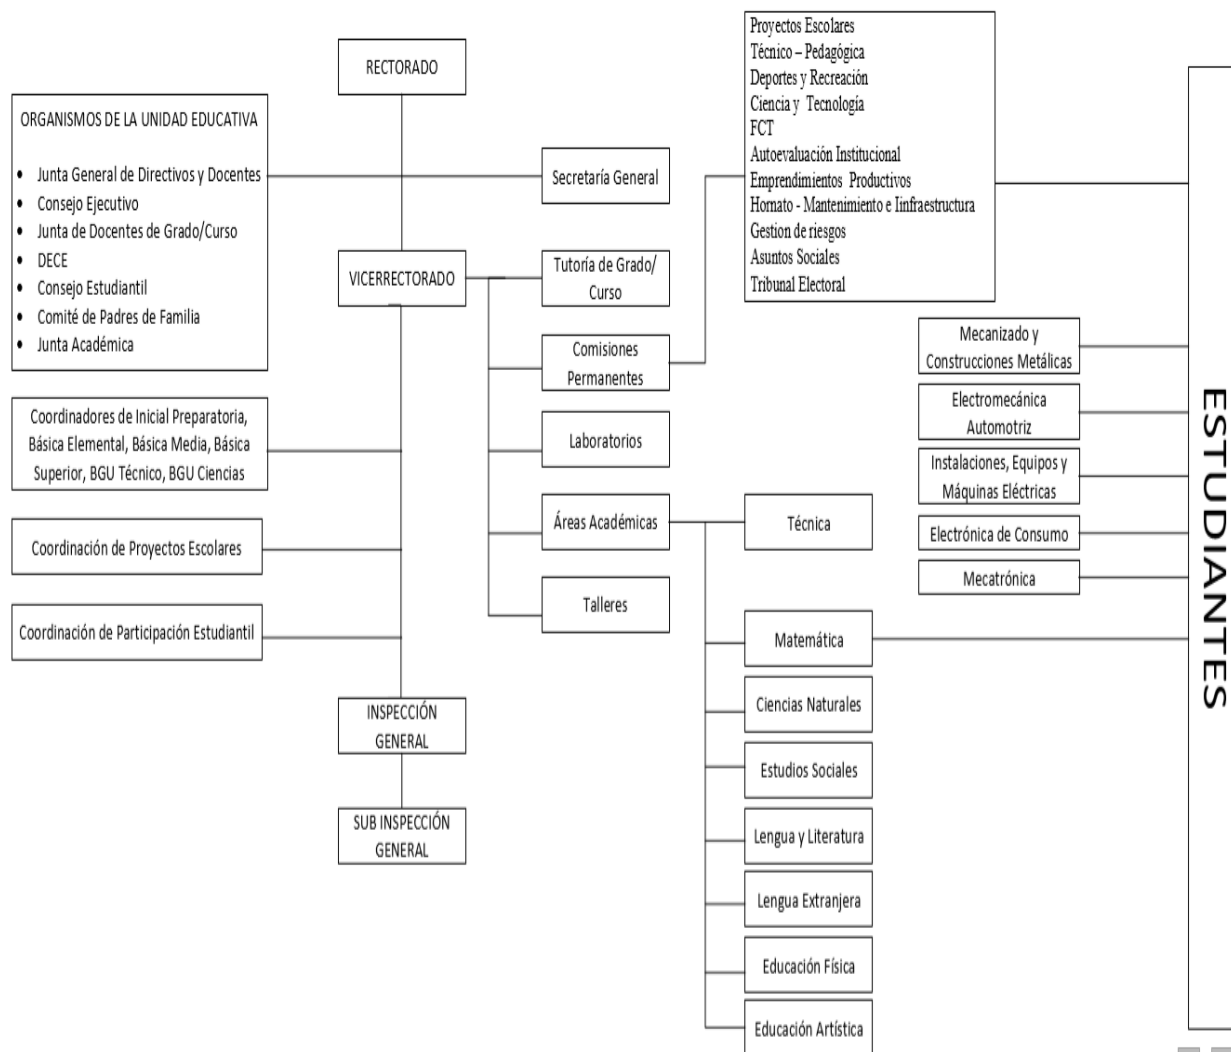 RECTORADO
ORGANISMOS DE LA UNIDAD EDUCATIVA
• Junta General de Directivos y Docentes
• Consejo Ejecutivo
• Junta de Docentes de Grado/Curso
• DECE
• Consejo Estudiantil
• Comité de Padres de Familia
• Junta Académica
Coordinadores de Inicial Preparatoria,
Básica Elemental, Básica Media, Básica
Superior, BGU Técnico, BGU Ciencias
Coordinación de Proyectos Escolares
Coordinación de Participación Estudiantil
VICERRECTORADO
INSPECCIÓN
GENERAL
SUB INSPECCIÓN
GENERAL
Secretaría General
Tutoría de Grado/
Curso
Comisiones
Permanentes
Laboratorios
Áreas Académicas
Talleres
Proyectos Escolares
Técnico – Pedagógica
Deportes y Recreación
Ciencia y Tecnología
FCT
Autoevaluación Institucional
Emprendimientos Productivos
Hornato - Mantenimiento e Iinfraestructura
Gestion de riesgos
Asuntos Sociales
Tribunal Electoral
Técnica
Matemática
Ciencias Naturales
Estudios Sociales
Lengua y Literatura
Lengua Extranjera
Educación Física
Educación Artística
Mecanizado y
Construcciones Metálicas
Electromecánica
Automotriz
Instalaciones, Equipos y
Máquinas Eléctricas
Electrónica de Consumo
Mecatrónica
ESTUDIANTES